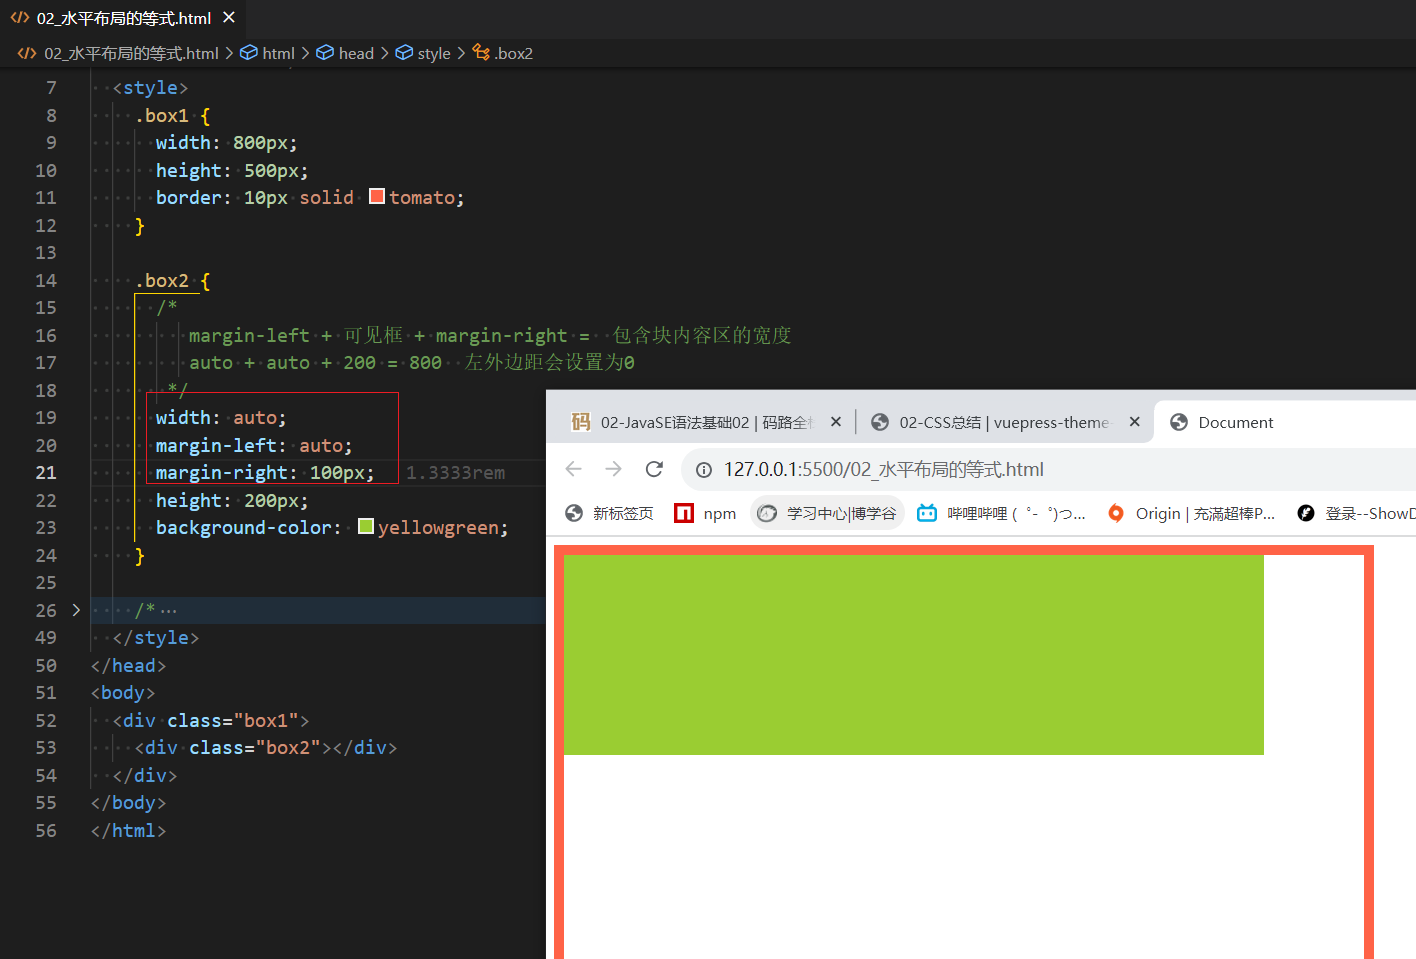 02_水平布局的等式.html
02_水平布局的等式.html > html > head > style > .box2
7 <style>
8 .box1 {
9 width: 800px;
10 height: 500px;
11 border: 10px solid tomato;
12 }
13
14 .box2 {
15 /*
16 margin-left + 可见框 + margin-right = 包含块内容区的宽度
17 auto + auto + 200 = 800 左外边距会设置为0
18 */
19 width: auto;
20 margin-left: auto;
21 margin-right: 100px; 1.3333rem
22 height: 200px;
23 background-color: yellowgreen;
24 }
25
26 /*…
49 </style>
50 </head>
51 <body>
52 <div class="box1">
53 <div class="box2"></div>
54 </div>
55 </body>
56 </html>
码 02-JavaSE语法基础02 | 码路全 02-CSS总结 | vuepress-theme- Document
127.0.0.1:5500/02_水平布局的等式.html
新标签页 npm 学习中心|博学谷 哔哩哔哩 (゜-゜)つ... Origin | 充滿超棒P... 登录--ShowD